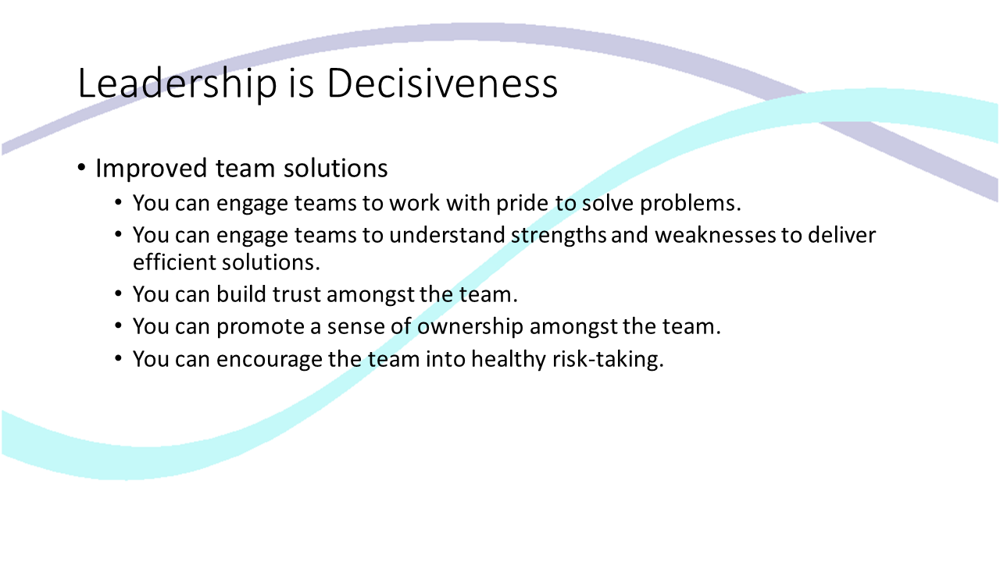 Leadership is Decisiveness
• Improved team solutions
• You can engage teams to work with pride to solve problems.
• You can engage teams to understand strengths and weaknesses to deliver
efficient solutions.
• You can build trust amongst the team.
• You can promote a sense of ownership amongst the team.
• You can encourage the team into healthy risk-taking.